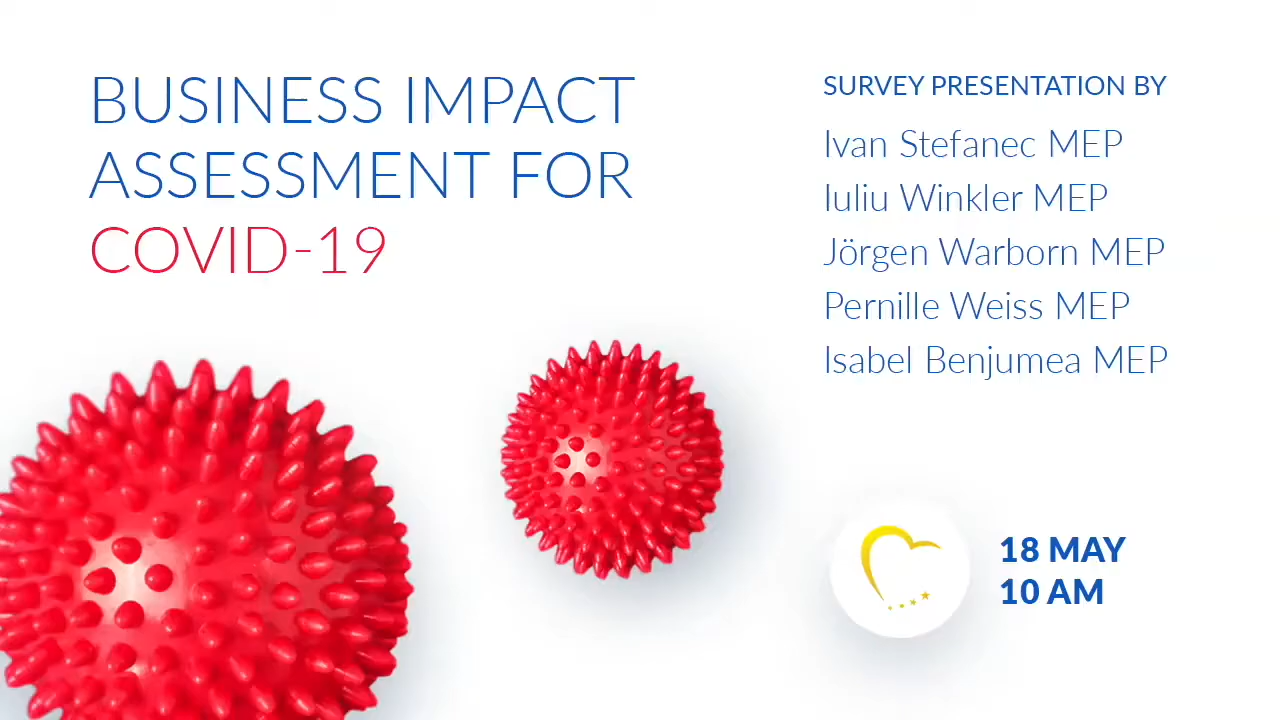 BUSINESS IMPACT
ASSESSMENT FOR
COVID-19
SURVEY PRESENTATION BY
Ivan Stefanec MEP
Iuliu Winkler MEP
Jörgen Warborn MEP
Pernille Weiss MEP
Isabel Benjumea MEP
18 MAY
10 AM